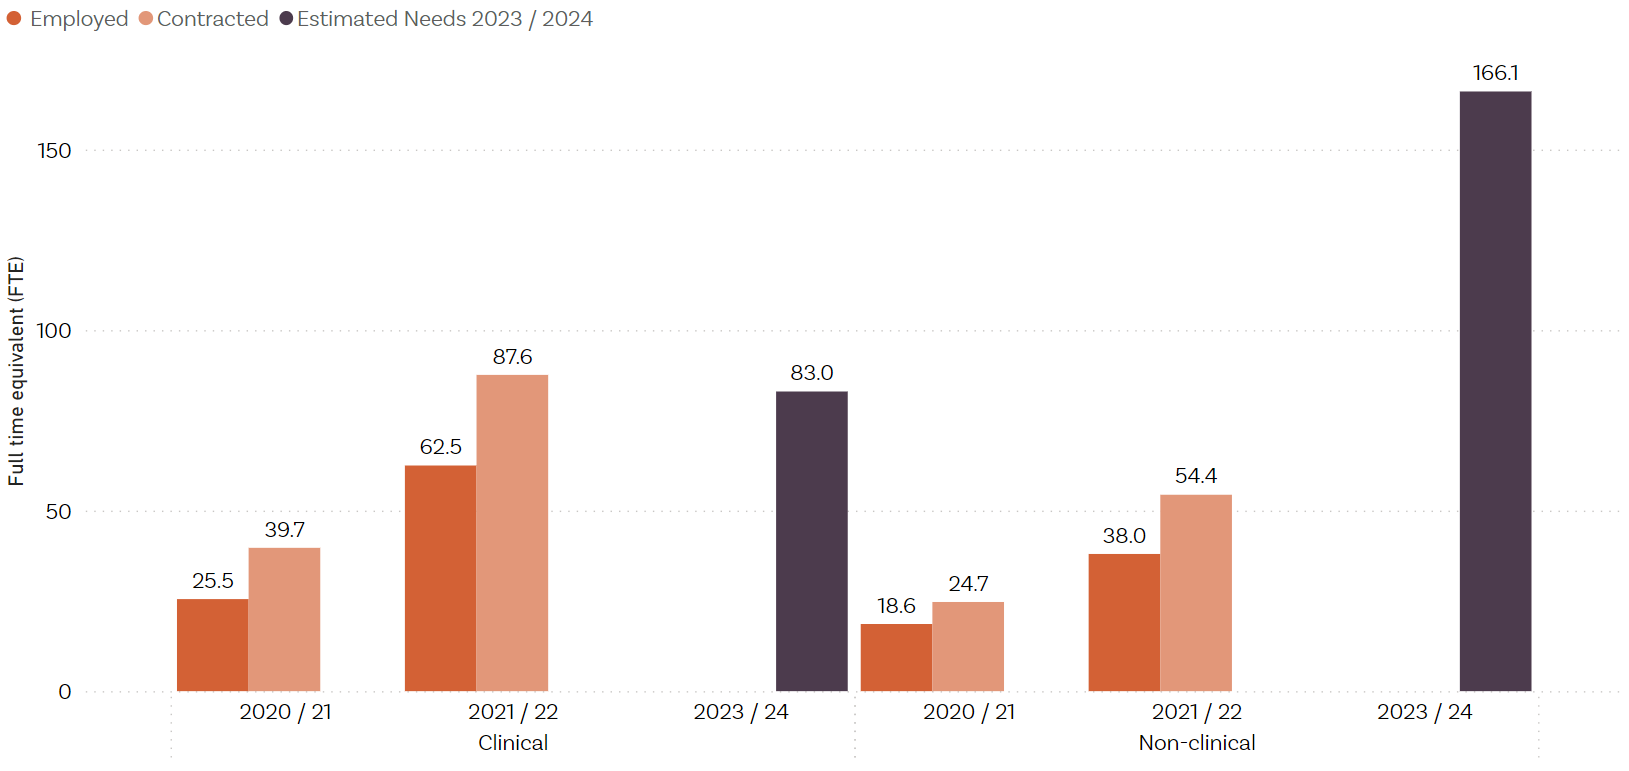 Employed Contracted Estimated Needs 2023 / 2024
Full time equivalent (FTE)
150
100
50
0
25.5
39.7
62.5
87.6
83.0
18.6
24.7
38.0
54.4
166.1
2020 / 21
2021 / 22
2023 / 24
2020 / 21
2021 / 22
2023 / 24
Clinical
Non-clinical